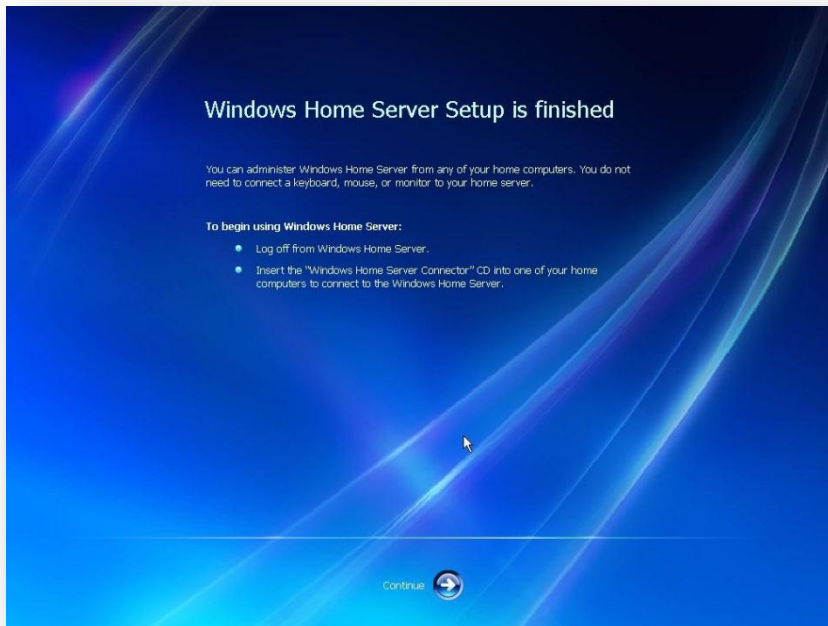 Windows Home Server Setup is finished
You can administer Windows Home Server from any of your home computers. You do not
need to connect a keyboard, mouse, or monitor to your home server.
To begin using Windows Home Server:
Log off from Windows Home Server.
Insert the "Windows Home Server Connector" CD into one of your home
computers to connect to the Windows Home Server.
Continue